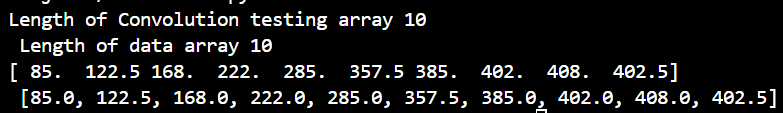 Length of Convolution testing array 10
Length of data array 10
[ 85.  122.5 168.  222.  285.  357.5 385.  402.  408.  402.5]
[85.0, 122.5, 168.0, 222.0, 285.0, 357.5, 385.0, 402.0, 408.0, 402.5]